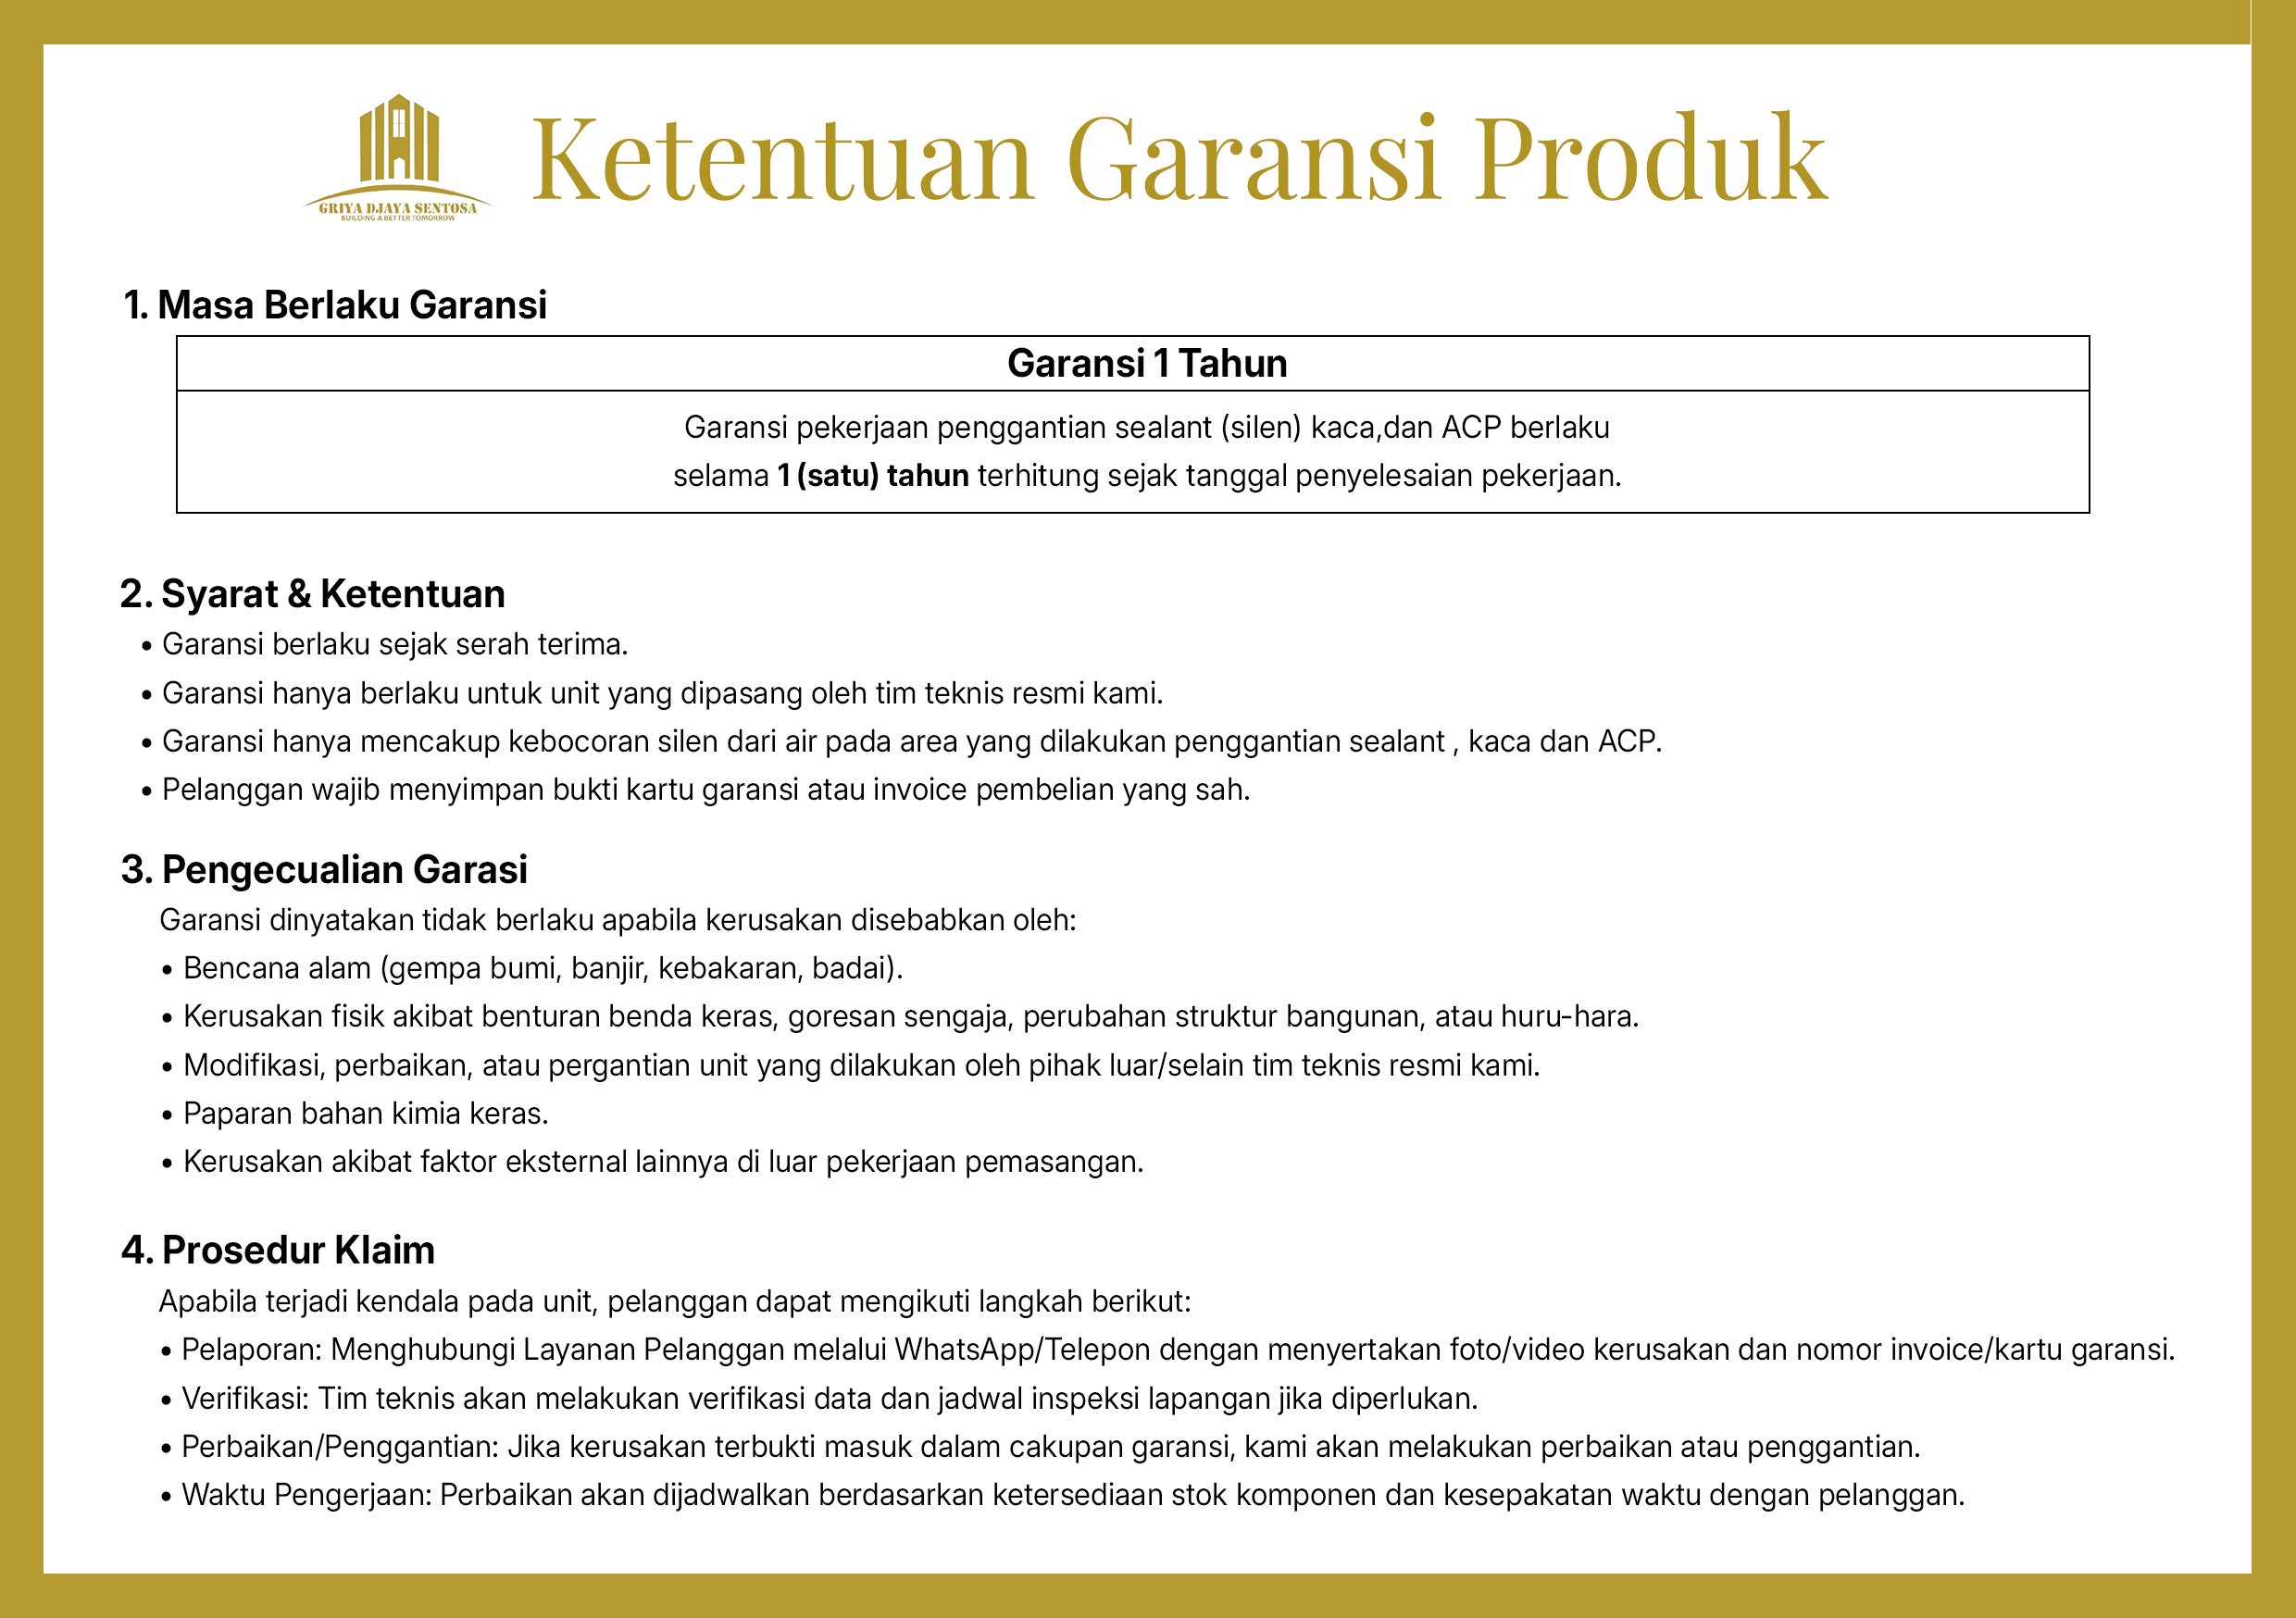 GRIYA DJAYA SENTOSA
BUILDING A BETTER TOMORROW
Ketentuan Garansi Produk
1. Masa Berlaku Garansi
Garansi 1 Tahun
Garansi pekerjaan penggantian sealant (silen) kaca,dan ACP berlaku
selama 1 (satu) tahun terhitung sejak tanggal penyelesaian pekerjaan.
2. Syarat & Ketentuan
• Garansi berlaku sejak serah terima.
• Garansi hanya berlaku untuk unit yang dipasang oleh tim teknis resmi kami.
• Garansi hanya mencakup kebocoran silen dari air pada area yang dilakukan penggantian sealant , kaca dan ACP.
• Pelanggan wajib menyimpan bukti kartu garansi atau invoice pembelian yang sah.
3. Pengecualian Garasi
Garansi dinyatakan tidak berlaku apabila kerusakan disebabkan oleh:
• Bencana alam (gempa bumi, banjir, kebakaran, badai).
• Kerusakan fisik akibat benturan benda keras, goresan sengaja, perubahan struktur bangunan, atau huru-hara.
• Modifikasi, perbaikan, atau pergantian unit yang dilakukan oleh pihak luar/selain tim teknis resmi kami.
• Paparan bahan kimia keras.
• Kerusakan akibat faktor eksternal lainnya di luar pekerjaan pemasangan.
4. Prosedur Klaim
Apabila terjadi kendala pada unit, pelanggan dapat mengikuti langkah berikut:
• Pelaporan: Menghubungi Layanan Pelanggan melalui WhatsApp/Telepon dengan menyertakan foto/video kerusakan dan nomor invoice/kartu garansi.
• Verifikasi: Tim teknis akan melakukan verifikasi data dan jadwal inspeksi lapangan jika diperlukan.
• Perbaikan/Penggantian: Jika kerusakan terbukti masuk dalam cakupan garansi, kami akan melakukan perbaikan atau penggantian.
• Waktu Pengerjaan: Perbaikan akan dijadwalkan berdasarkan ketersediaan stok komponen dan kesepakatan waktu dengan pelanggan.